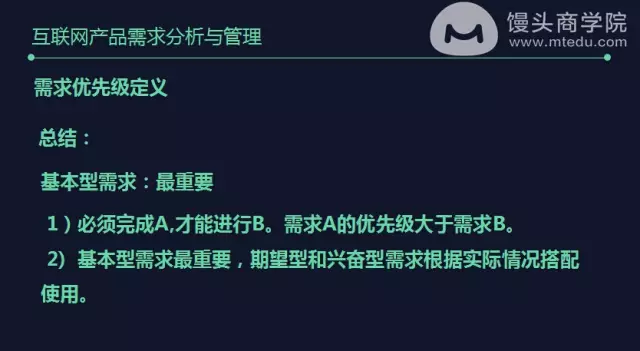 互联网产品需求分析与管理
馒头商学院
www.mtedu.com
需求优先级定义
总结：
基本型需求：最重要
1）必须完成A,才能进行B。需求A的优先级大于需求B。
2）基本型需求最重要，期望型和兴奋型需求根据实际情况搭配
使用。